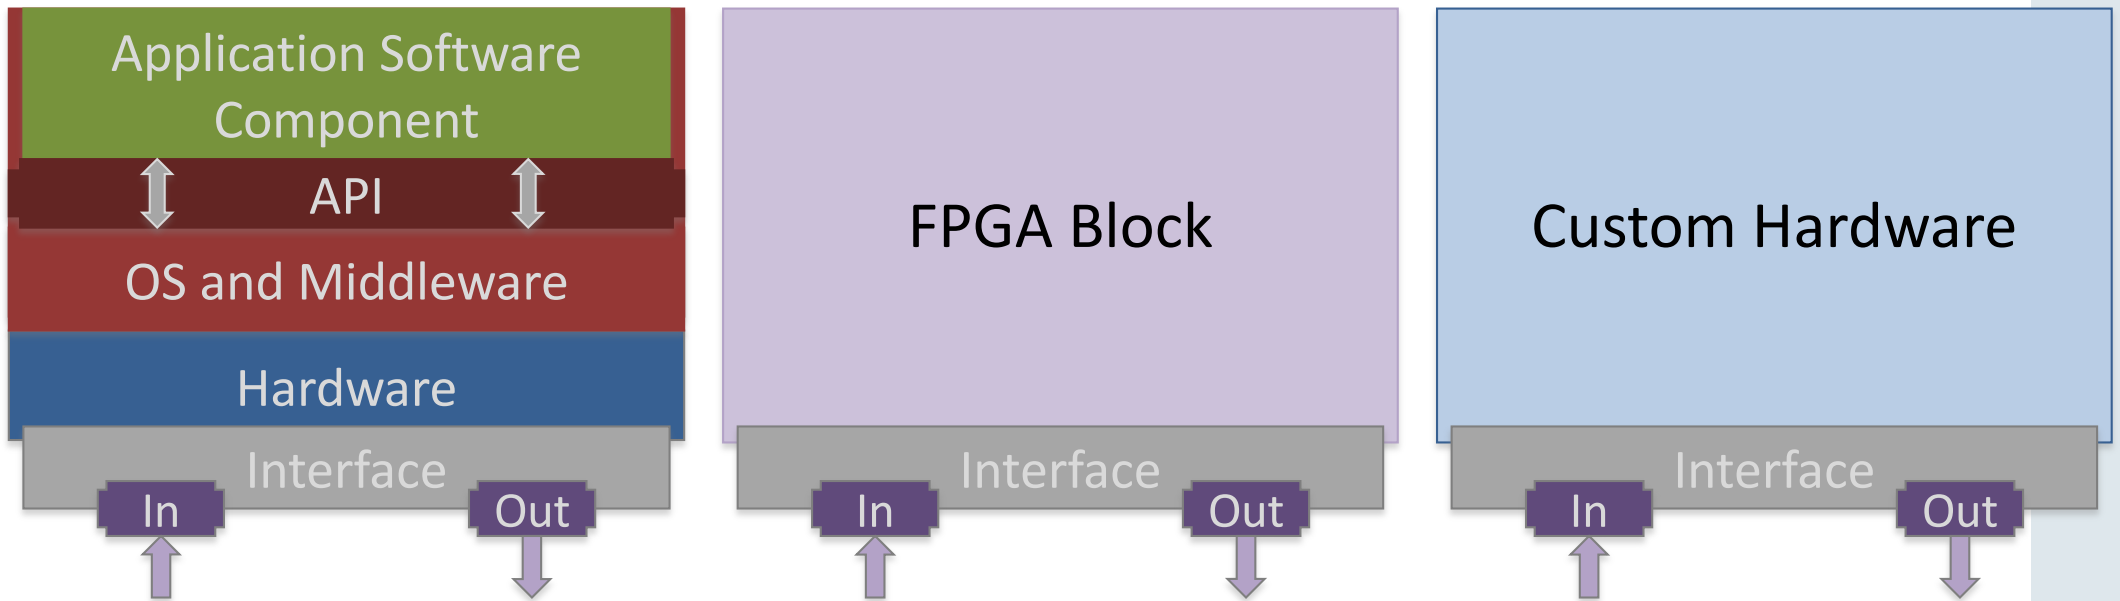 Application Software
Component
API
OS and Middleware
Hardware
Interface
In
Out
FPGA Block
Interface
In
Out
Custom Hardware
Interface
In
Out